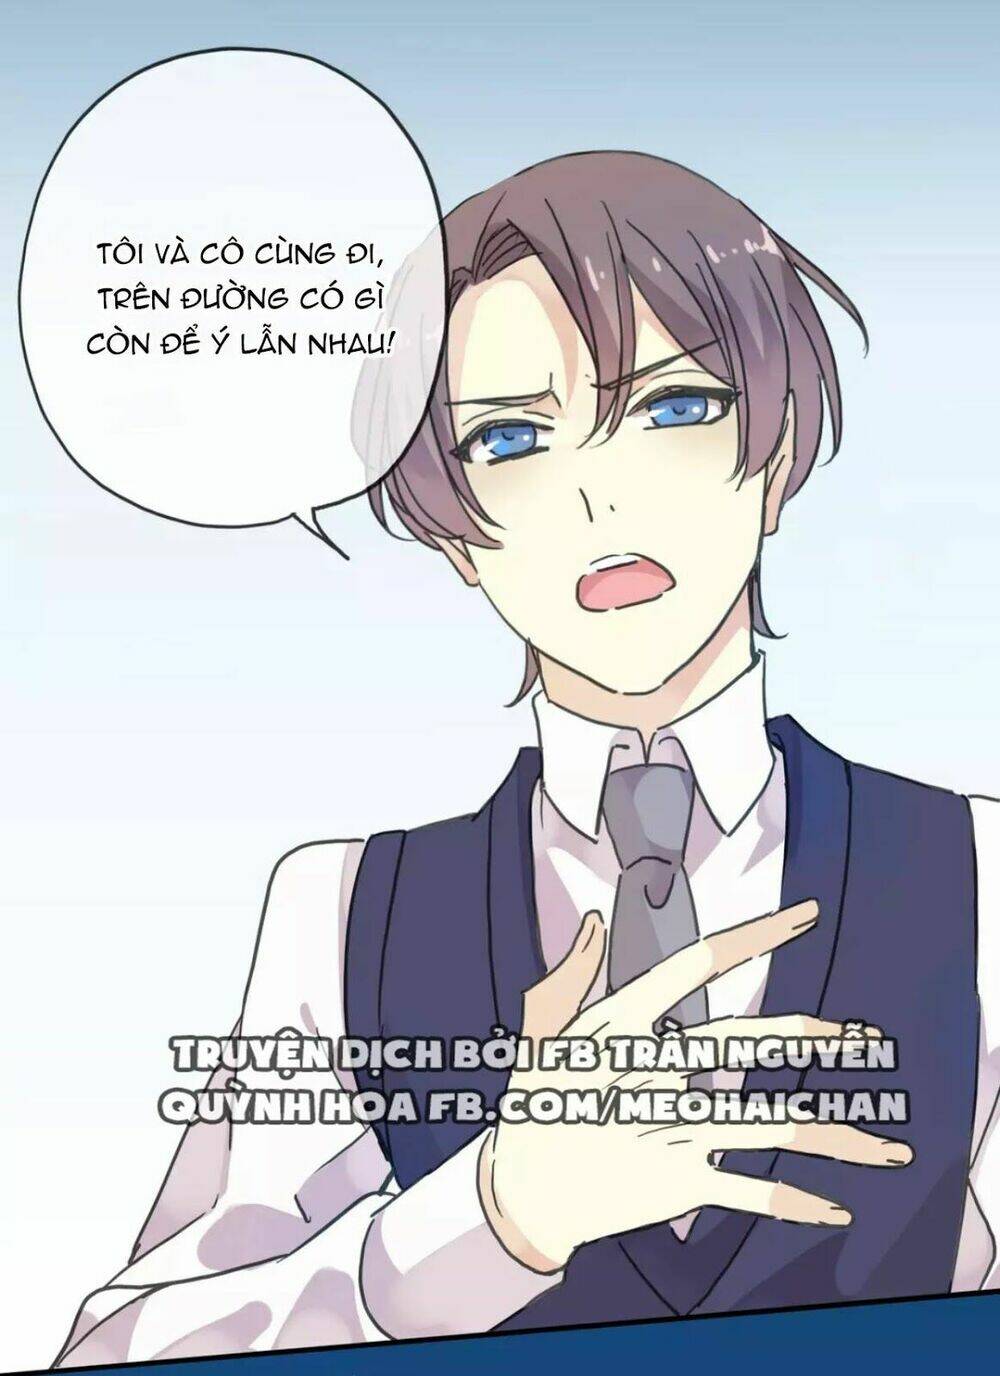 TÔI VÀ CÔ CÙNG ĐI,
TRÊN ĐƯỜNG CÓ GÌ
CÒN ĐỂ Ý LẪN NHAU!
TRUYỆN DỊCH BỞI FB TRẦN NGUYỄN
QUỲNH HOA FB.COM/MEOHAICHAN